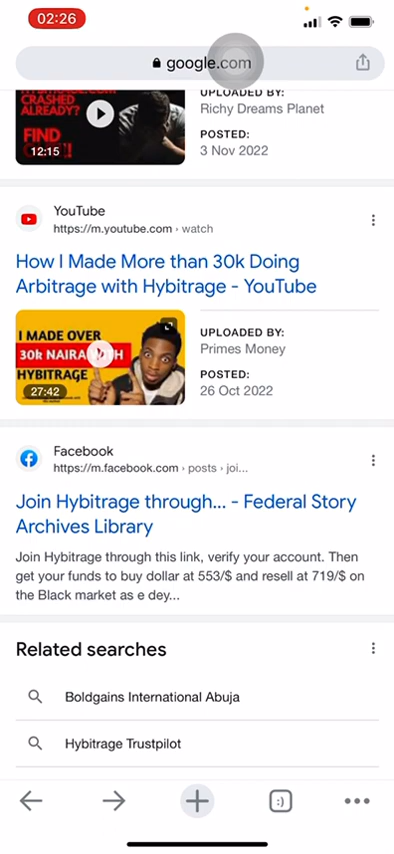 02:26
google.com
CRASHED
ALREADY?
FIND
12:15
UPLOADED BY:
Richy Dreams Planet
POSTED:
3 Nov 2022
YouTube
https://m.youtube.com › watch
How I Made More than 30k Doing
Arbitrage with Hybitrage - YouTube
I MADE OVER
30k NAIRA WITH
HYBITRAGE
27:42
UPLOADED BY:
Primes Money
POSTED:
26 Oct 2022
Facebook
https://m.facebook.com › posts › joi...
Join Hybitrage through... - Federal Story
Archives Library
Join Hybitrage through this link, verify your account. Then
get your funds to buy dollar at 553/$ and resell at 719/$ on
the Black market as e dey...
Related searches
Boldgains International Abuja
Hybitrage Trustpilot
:)